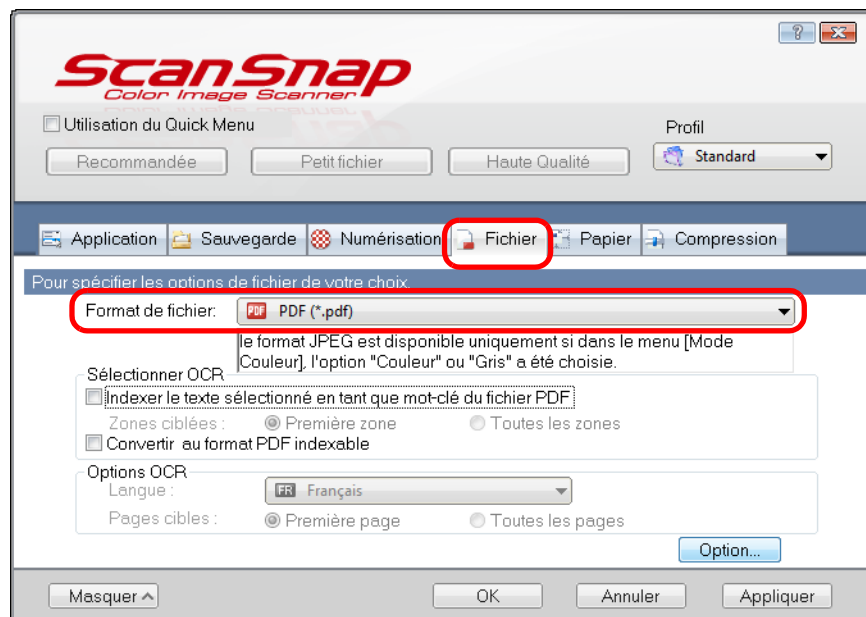 ScanSnap
Color Image Scanner
Utilisation du Quick Menu
Profil
Recommandée Petit fichier Haute Qualité Standard
Application Sauvegarde Numérisation Fichier Papier Compression
Pour spécifier les options de fichier de votre choix.
Format de fichier: PDF PDF (*.pdf)
le format JPEG est disponible uniquement si dans le menu [Mode
Couleur], l'option "Couleur" ou "Gris" a été choisie.
Sélectionner OCR
Indexer le texte sélectionné en tant que mot-clé du fichier PDF
Zones ciblées : Première zone Toutes les zones
Convertir au format PDF indexable
Options OCR
Langue : FR Français
Pages cibles : Première page Toutes les pages
Option...
Masquer OK Annuler Appliquer